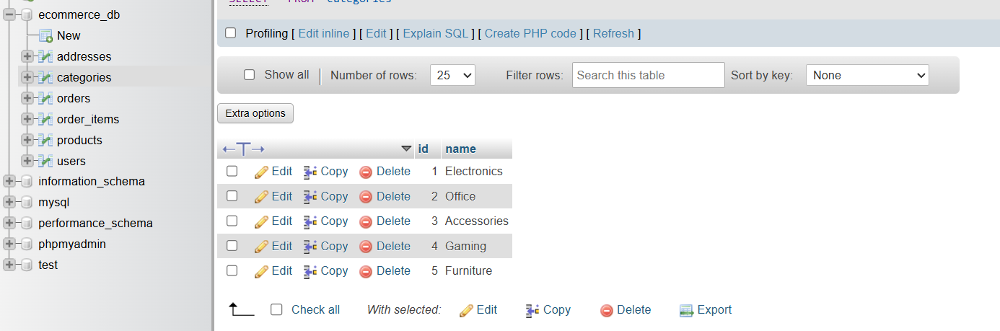 ecommerce_db
New
addresses
categories
orders
order_items
products
users
information_schema
mysql
performance_schema
phpmyadmin
test
SELECT * FROM `categories`
Profiling [ Edit inline ] [ Edit ] [ Explain SQL ] [ Create PHP code ] [ Refresh ]
Show all Number of rows: 25 Filter rows: Search this table Sort by key: None
Extra options
id name
Edit Copy Delete 1 Electronics
Edit Copy Delete 2 Office
Edit Copy Delete 3 Accessories
Edit Copy Delete 4 Gaming
Edit Copy Delete 5 Furniture
Check all With selected: Edit Copy Delete Export